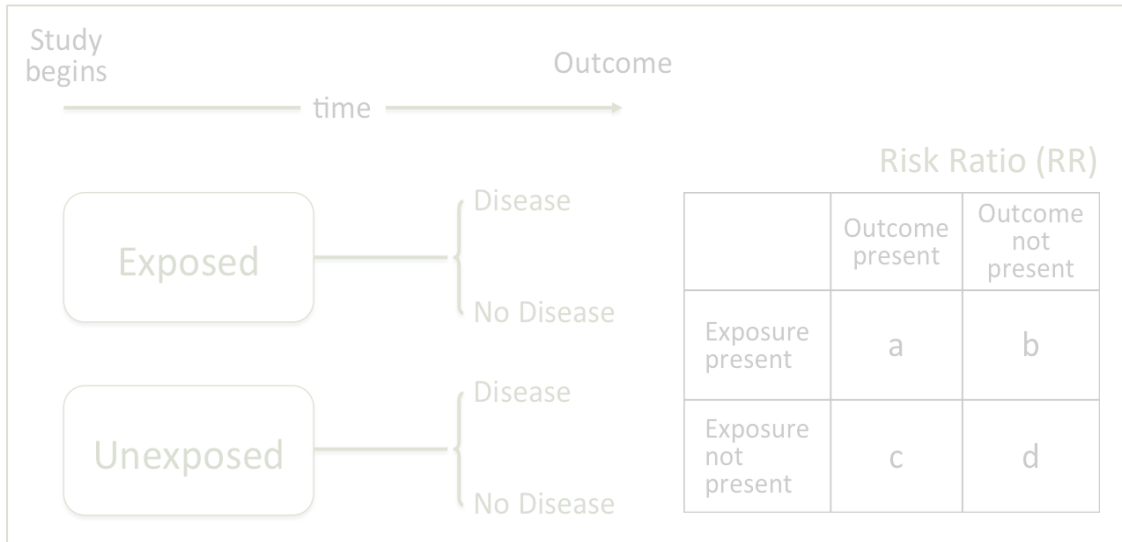 Study
begins
Outcome
time
Risk Ratio (RR)
Exposed
Disease
No Disease
Unexposed
Disease
No Disease
Outcome
present
Outcome
not
present
Exposure
present
a
b
Exposure
not
present
c
d